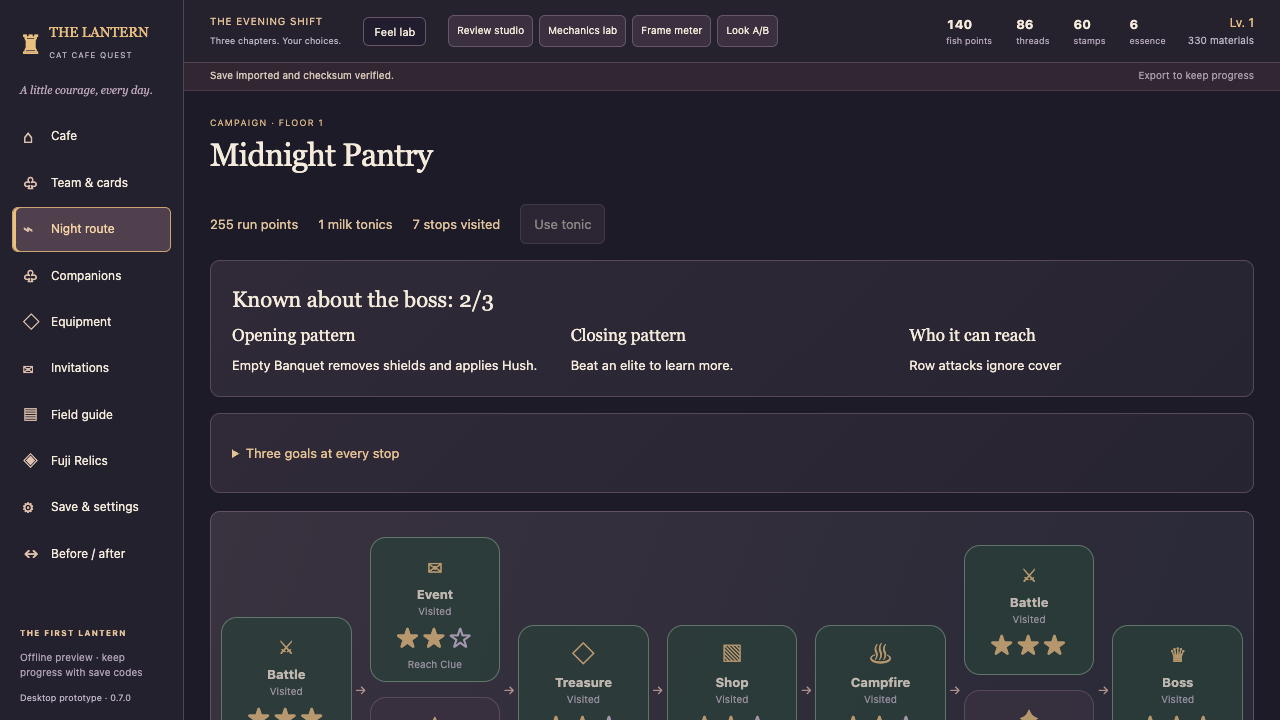 THE LANTERN
CAT CAFE QUEST
A little courage, every day.
Cafe
Team & cards
Night route
Companions
Equipment
Invitations
Field guide
Fuji Relics
Save & settings
Before / after
THE FIRST LANTERN
Offline preview · keep
progress with save codes
Desktop prototype · 0.7.0
THE EVENING SHIFT
Three chapters. Your choices.
Feel lab
Review studio
Mechanics lab
Frame meter
Look A/B
140
fish points
86
threads
60
stamps
6
essence
Lv. 1
330 materials
Save imported and checksum verified.
Export to keep progress
CAMPAIGN · FLOOR 1
Midnight Pantry
255 run points
1 milk tonics
7 stops visited
Use tonic
Known about the boss: 2/3
Opening pattern
Empty Banquet removes shields and applies Hush.
Closing pattern
Beat an elite to learn more.
Who it can reach
Row attacks ignore cover
Three goals at every stop
Battle
Visited
Event
Visited
Reach Clue
Treasure
Visited
Shop
Visited
Campfire
Visited
Battle
Visited
Boss
Visited